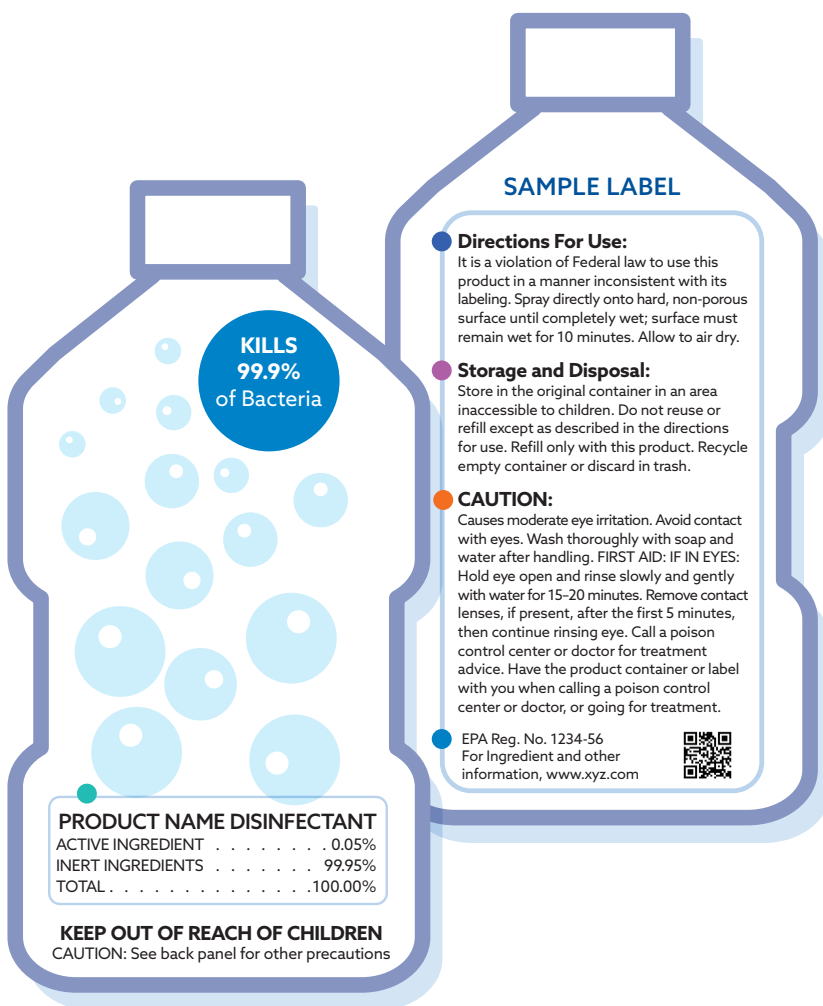 SAMPLE LABEL
Directions For Use:
It is a violation of Federal law to use this
product in a manner inconsistent with its
labeling. Spray directly onto hard, non-porous
surface until completely wet; surface must
remain wet for 10 minutes. Allow to air dry.
Storage and Disposal:
Store in the original container in an area
inaccessible to children. Do not reuse or
refill except as described in the directions
for use. Refill only with this product. Recycle
empty container or discard in trash.
CAUTION:
Causes moderate eye irritation. Avoid contact
with eyes. Wash thoroughly with soap and
water after handling. FIRST AID: IF IN EYES:
Hold eye open and rinse slowly and gently
with water for 15–20 minutes. Remove contact
lenses, if present, after the first 5 minutes,
then continue rinsing eye. Call a poison
control center or doctor for treatment
advice. Have the product container or label
with you when calling a poison control
center or doctor, or going for treatment.
EPA Reg. No. 1234-56
For Ingredient and other
information, www.xyz.com
KILLS
99.9%
of Bacteria
PRODUCT NAME DISINFECTANT
ACTIVE INGREDIENT . . . . . . . . 0.05%
INERT INGREDIENTS . . . . . . . 99.95%
TOTAL . . . . . . . . . . . . . . 100.00%
KEEP OUT OF REACH OF CHILDREN
CAUTION: See back panel for other precautions